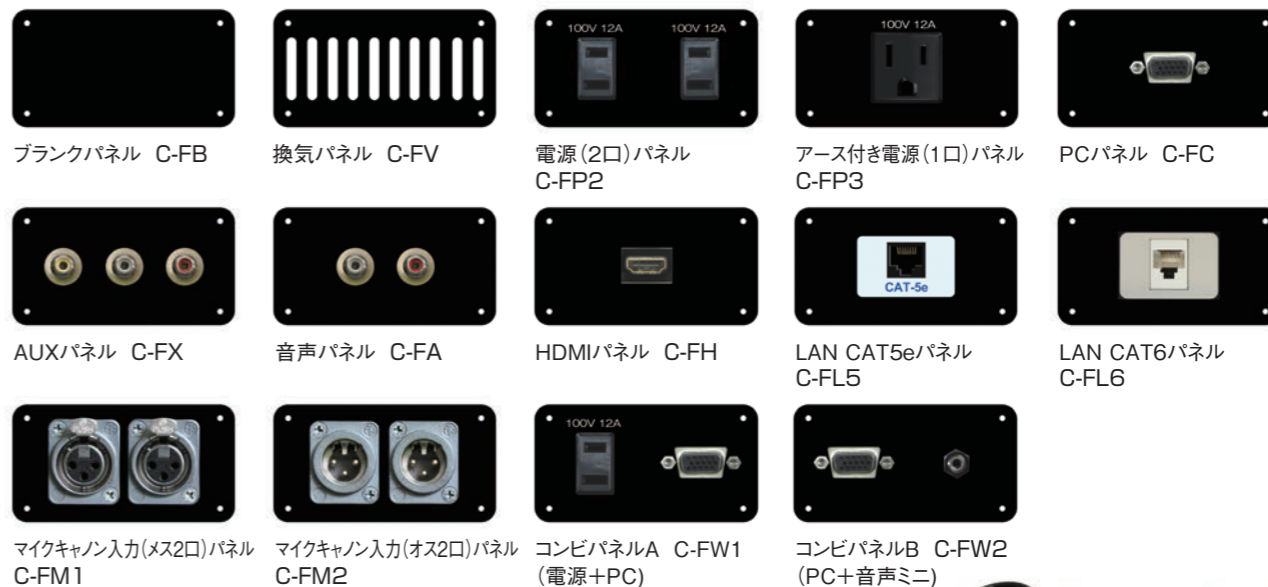 100V 12A
100V 12A
100V 12A
ブランクパネル C-FB
換気パネル C-FV
電源(2口)パネル
C-FP2
アース付き電源(1口)パネル
C-FP3
PCパネル C-FC
CAT-5e
AUXパネル C-FX
音声パネル C-FA
HDMIパネル C-FH
LAN CAT5eパネル
C-FL5
LAN CAT6パネル
C-FL6
100V 12A
マイクキャノン入力(メス2口)パネル
C-FM1
マイクキャノン入力(オス2口)パネル
C-FM2
コンビパネルA C-FW1
(電源+PC)
コンビパネルB C-FW2
(PC+音声ミニ)